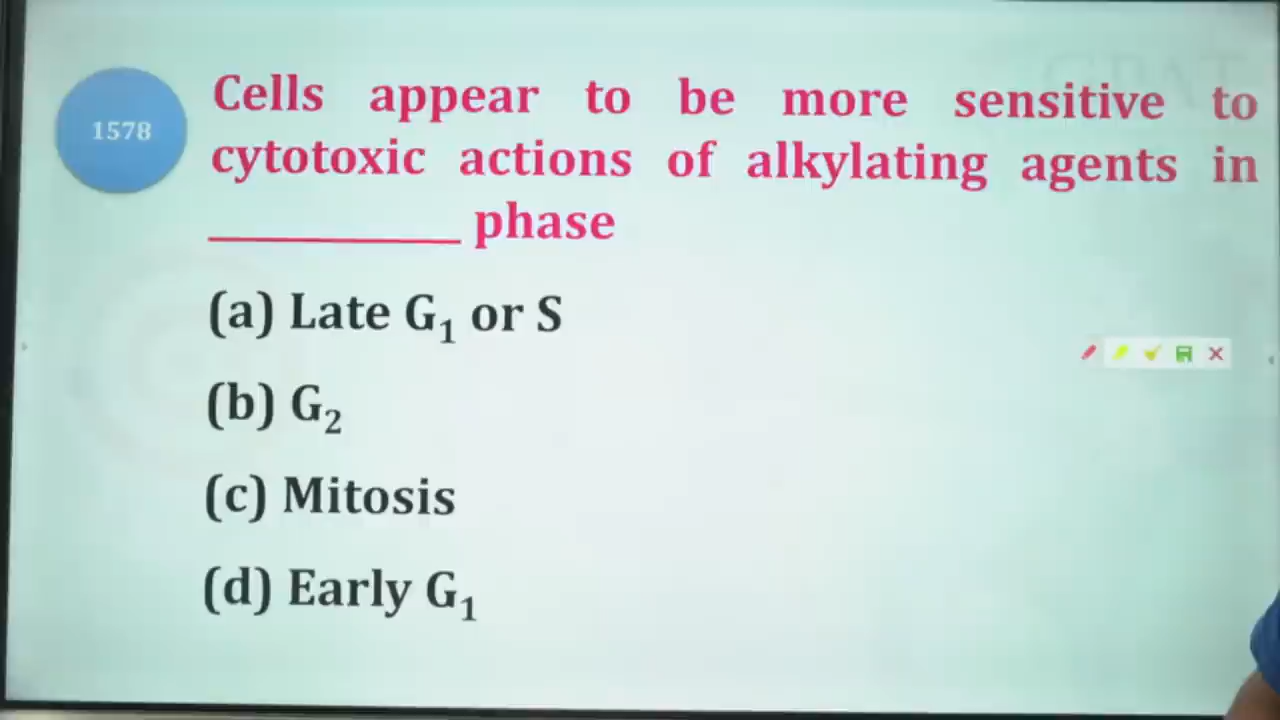 1578
Cells appear to be more sensitive to
cytotoxic actions of alkylating agents in
__________ phase
(a) Late G₁ or S
(b) G₂
(c) Mitosis
(d) Early G₁